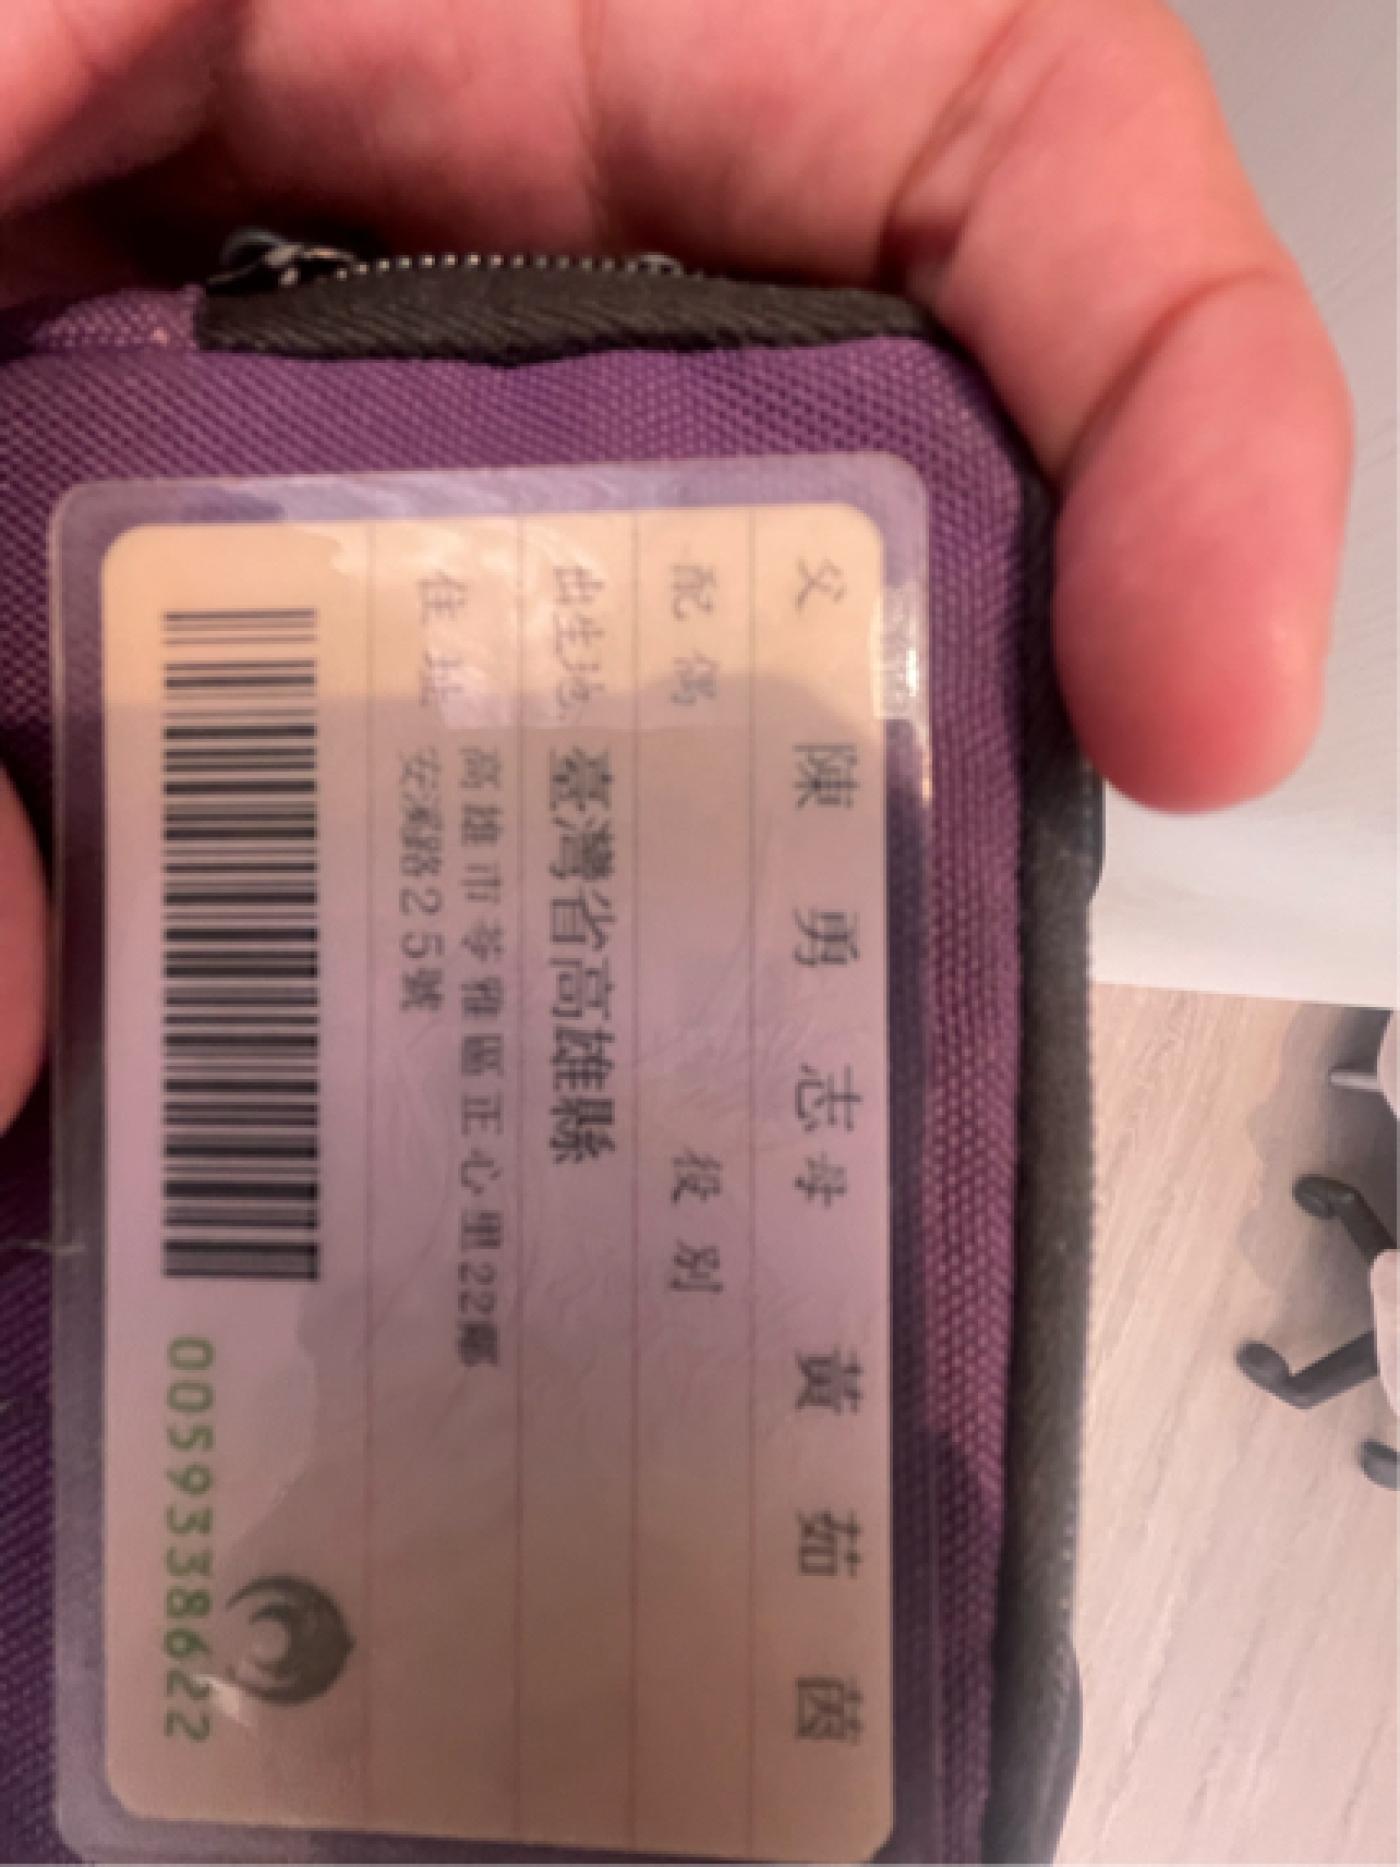 父 陳勇志 母 黃茹茵
配偶 役別
出生地 臺灣省高雄縣
住址 高雄市苓雅區正心里22鄰
安溪路25號
0059338622